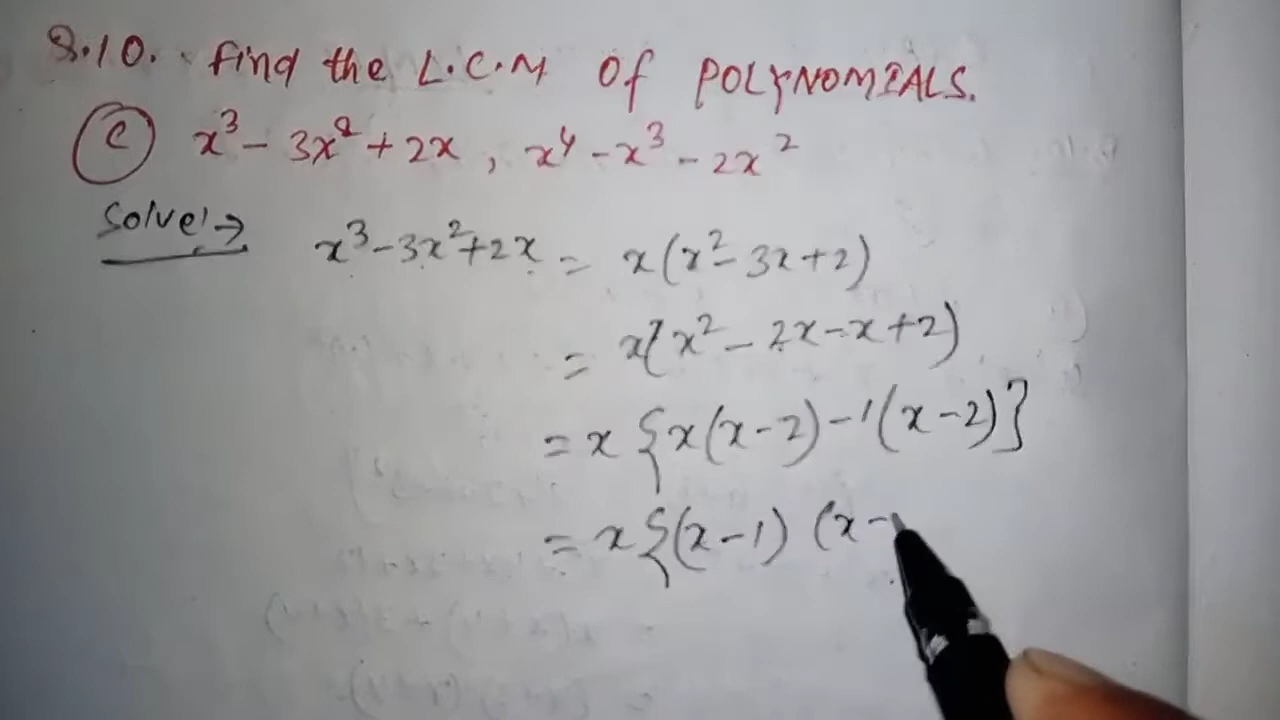 Q.10. Find the L.C.M Of POLYNOMIALS.
(c) x³ - 3x² + 2x , x⁴ - x³ - 2x²
Solve:→ x³-3x²+2x = x(x²-3x+2)
= x{x² - 2x-x+2)
= x {x(x-2) -1(x-2)}
= x {(x-1) (x-